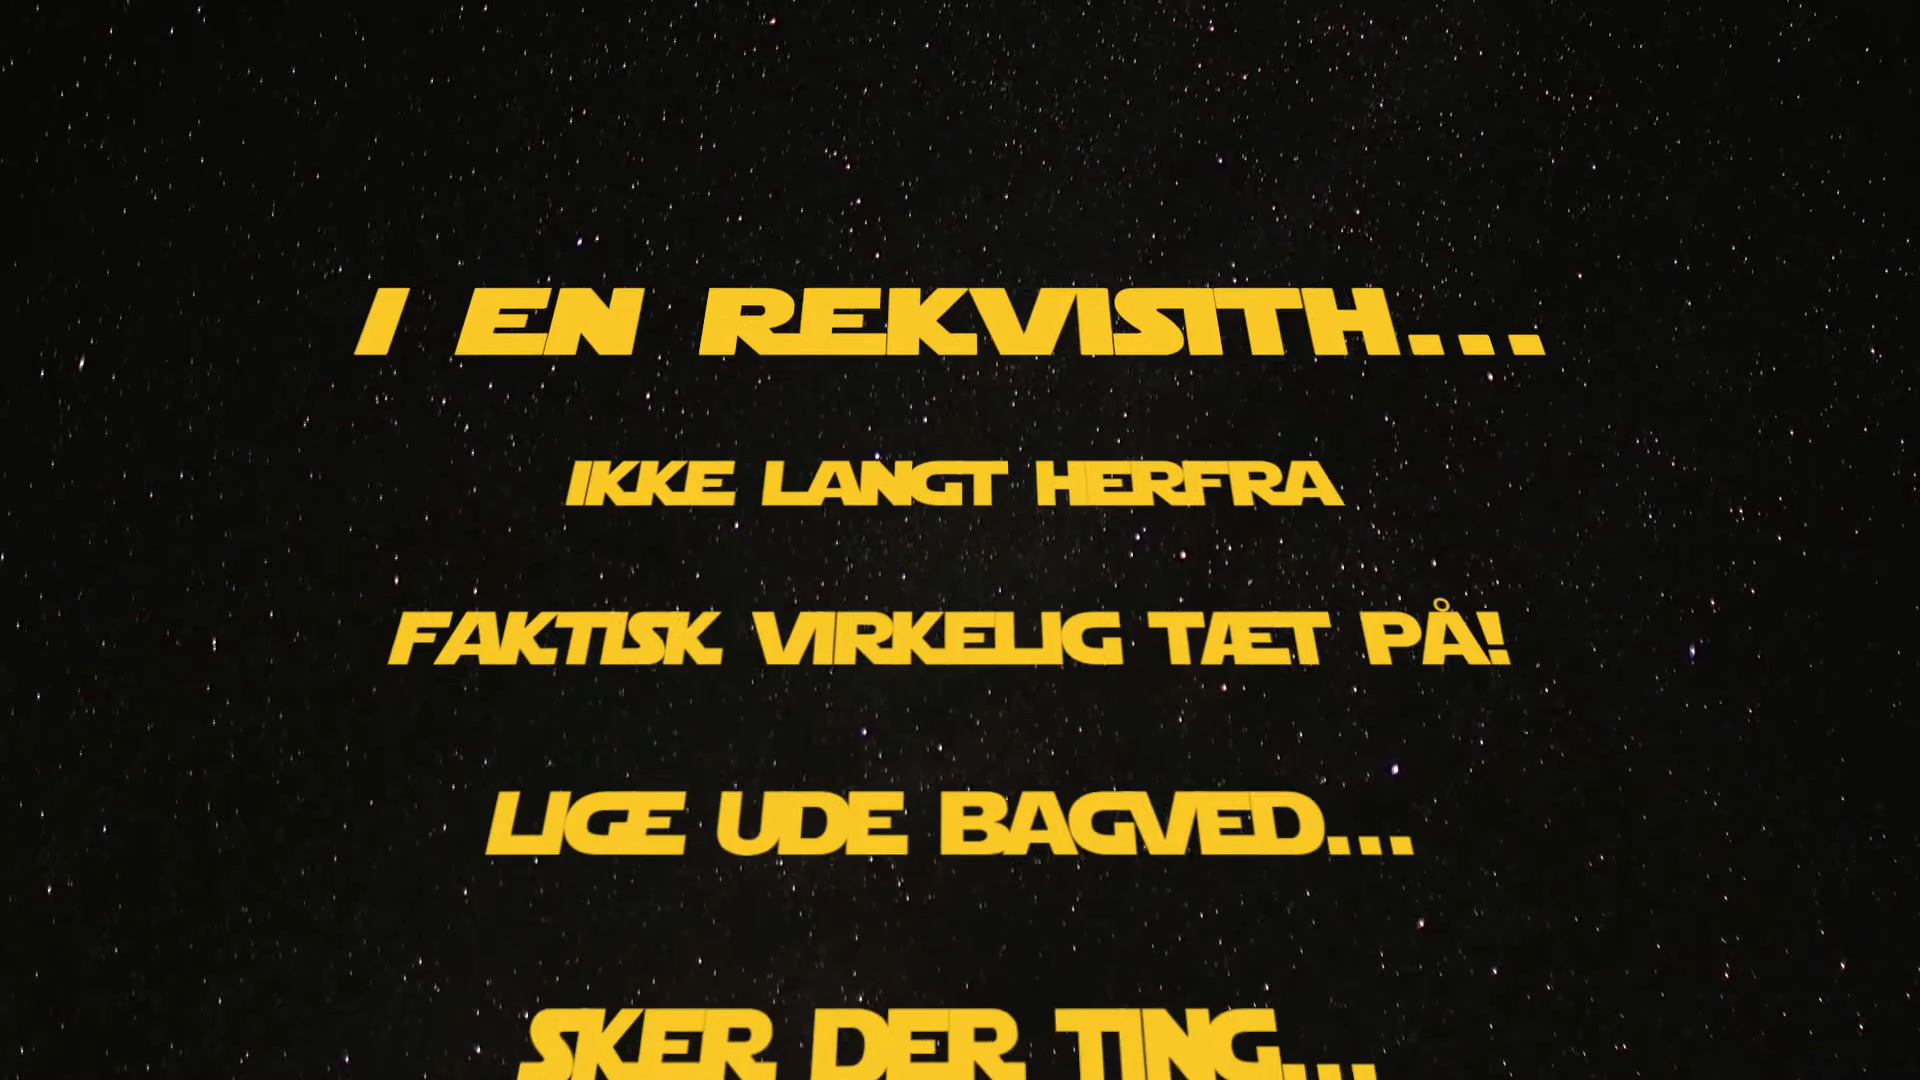 I EN REKVISITH...
IKKE LANGT HERFRA
FAKTISK VIRKELIG TÆT PÅ!
LIGE UDE BAGVED...
SKER DER TING...